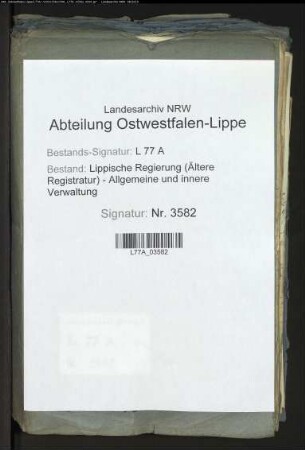 Landesarchiv NRW
Abteilung Ostwestfalen-Lippe
Bestands-Signatur: L 77 A
Bestand: Lippische Regierung (Ältere
Registratur) - Allgemeine und innere
Verwaltung
Signatur: Nr. 3582
L77A_03582